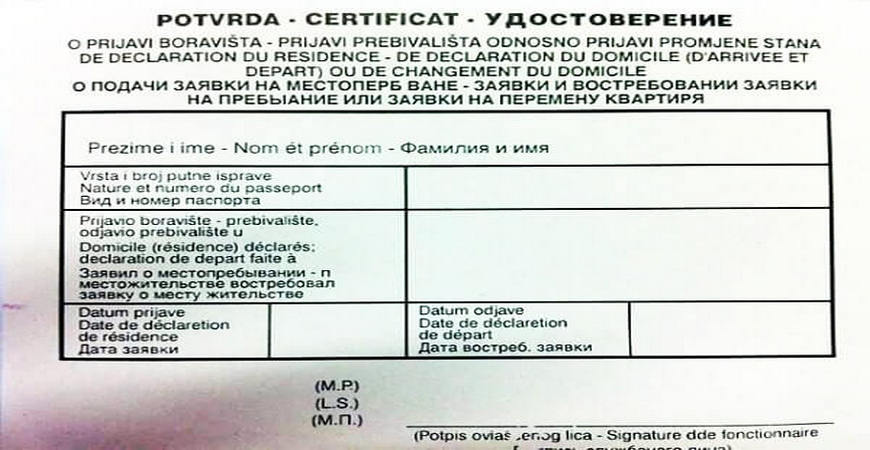 POTVRDA - CERTIFICAT - УДОСТОВЕРЕНИЕ
O PRIJAVI BORAVIŠTA - PRIJAVI PREBIVALIŠTA ODNOSNO PRIJAVI PROMJENE STANA
DE DECLARATION DU RESIDENCE - DE DECLARATION DU DOMICILE (D'ARRIVEE ET
DEPART) OU DE CHANGEMENT DU DOMICILE
О ПОДАЧИ ЗАЯВКИ НА МЕСТОПЕРБ ВАНЕ - ЗАЯВКИ И ВОСТРЕБОВАНИИ ЗАЯВКИ
НА ПРЕБЫАНИЕ ИЛИ ЗАЯВКИ НА ПЕРЕМЕНУ КВАРТИРЯ
Prezime i ime - Nom ét prénom - Фамилия и имя
Vrsta i broj putne isprave
Nature et numero du passeport
Вид и номер паспорта
Prijavio boravište - prebivalište,
odjavio prebivalište u
Domicile (résidence) déclarés;
declaration de depart faite à
Заявил о местопребывании - п
местожительстве востребовал
заявку о месту жительстве
Datum prijave
Date de déclaretion
de résidence
Дата заявки
Datum odjave
Date de déclaretion
de départ
Дата востреб. заявки
(M.P.)
(L.S.)
(М.П.)
(Potpis lica - Signature dde fonctionnaire